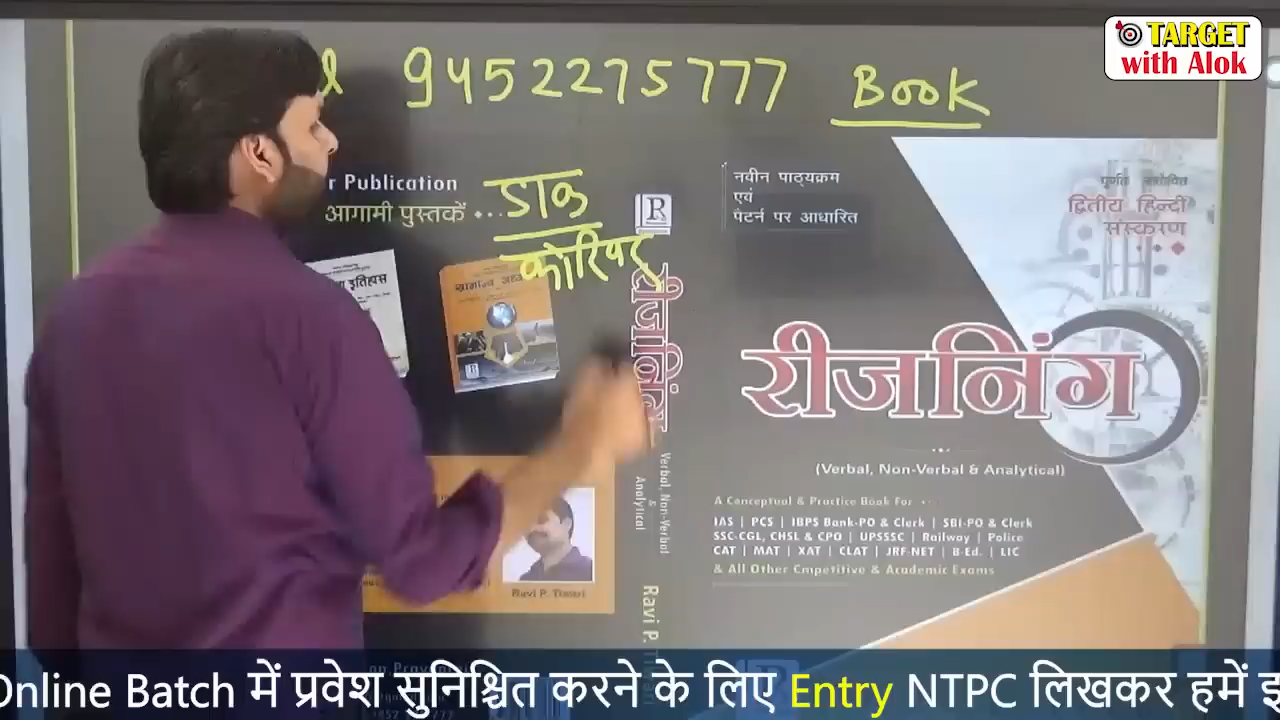 TARGET
with Alok
9452275777 Book
r Publication
आगामी पुस्तकें ...
डाक
कोरियर
इतिहास
R
रीजनिंग
Verbal, Non-Verbal
&
Analytical
Ravi P.
Ravi P. Tiwari
नवीन पाठ्यक्रम
एवं
पैटर्न पर आधारित
द्वितीय हिन्दी
संस्करण
रीजनिंग
(Verbal, Non-Verbal & Analytical)
A Conceptual & Practice Book For ...
IAS | PCS | IBPS Bank-PO & Clerk | SBI-PO & Clerk
SSC-CGL, CHSL & CPO | UPSSSC | Railway | Police
CAT | MAT | XAT | CLAT | JRF-NET | B-Ed. | LIC
& All Other Cmpetitive & Academic Exams
Online Batch में प्रवेश सुनिश्चित करने के लिए Entry NTPC लिखकर हमें